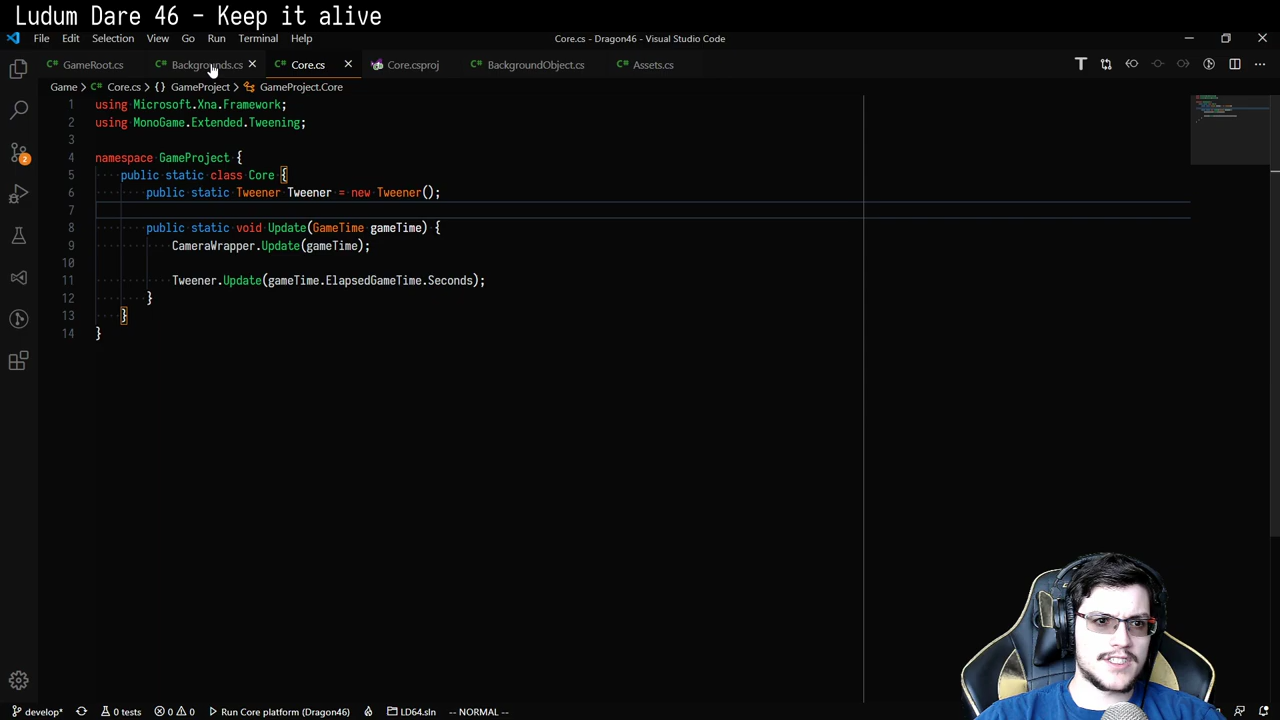 Ludum Dare 46 - Keep it alive
File Edit Selection View Go Run Terminal Help
Core.cs - Dragon46 - Visual Studio Code
GameRoot.cs Backgrounds.cs Core.cs Core.csproj BackgroundObject.cs Assets.cs
Game > Core.cs > {} GameProject > GameProject.Core
1 using Microsoft.Xna.Framework;
2 using MonoGame.Extended.Tweening;
3
4 namespace GameProject {
5 public static class Core {
6 public static Tweener Tweener = new Tweener();
7
8 public static void Update(GameTime gameTime) {
9 CameraWrapper.Update(gameTime);
10
11 Tweener.Update(gameTime.ElapsedGameTime.Seconds);
12 }
13 }
14 }
2
develop* 0 tests 0 0 Run Core platform (Dragon46) LD64.sln -- NORMAL --